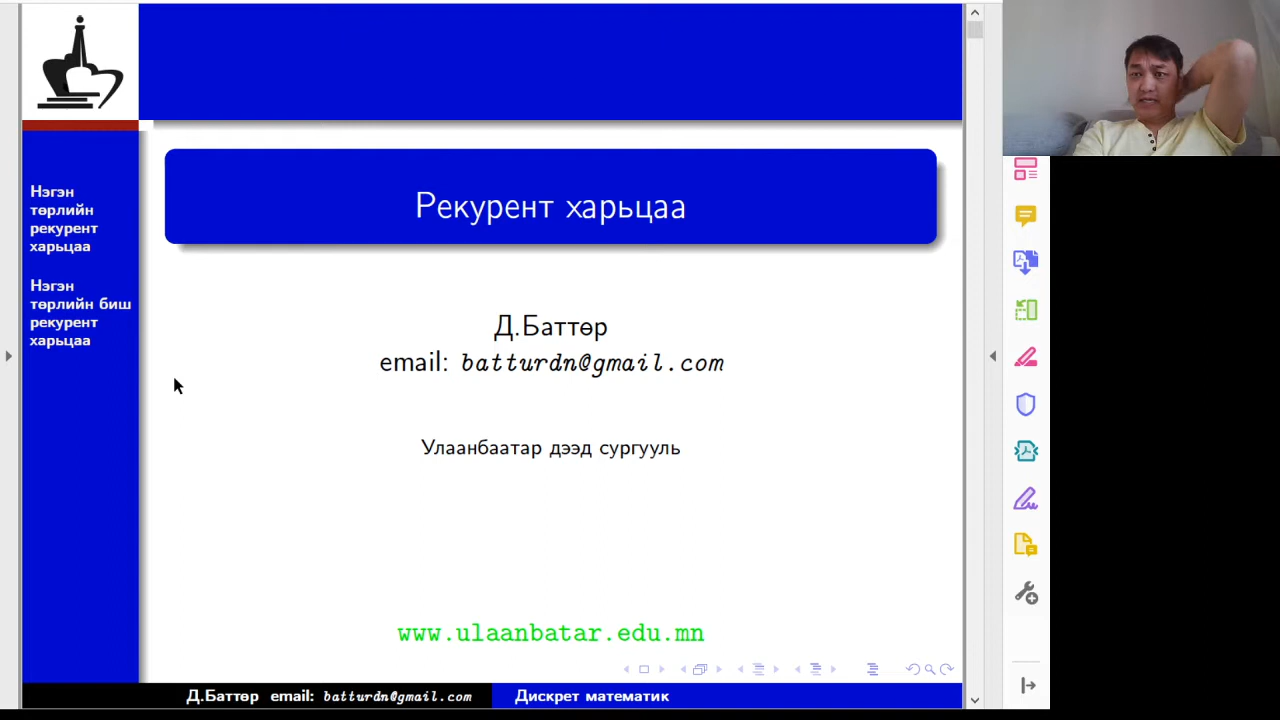 Нэгэн
төрлийн
рекурент
харьцаа
Нэгэн
төрлийн биш
рекурент
харьцаа
Рекурент харьцаа
Д.Баттөр
email: batturdn@gmail.com
Улаанбаатар дээд сургууль
www.ulaanbatar.edu.mn
Д.Баттөр email: batturdn@gmail.com
Дискрет математик